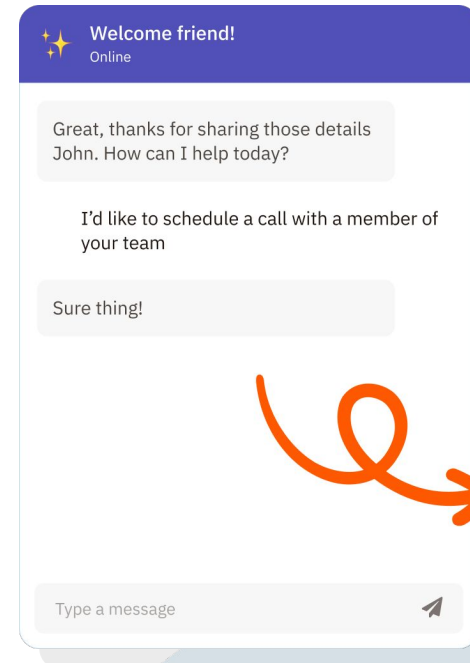 Welcome friend!
Online
Great, thanks for sharing those details
John. How can I help today?
I’d like to schedule a call with a member of
your team
Sure thing!
Type a message